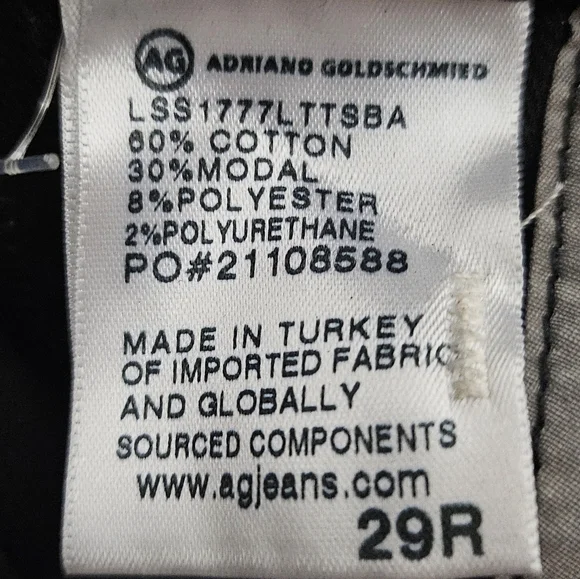 AG ADRIANO GOLDSCHMIED
LSS1777LTTSBA
60% COTTON
30%MODAL
8%POLYESTER
2%POLYURETHANE
PO#21108588
MADE IN TURKEY
OF IMPORTED FABRIC
AND GLOBALLY
SOURCED COMPONENTS
www.agjeans.com
29R